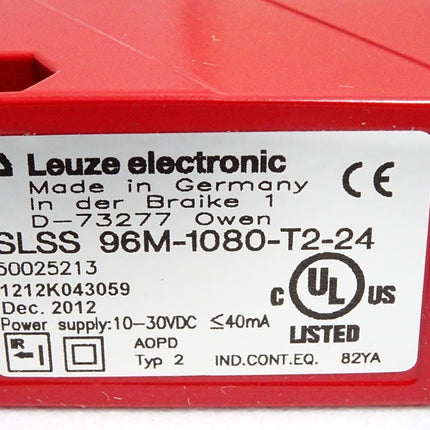 Leuze electronic
Made in Germany
In der Braike 1
D-73277 Owen
CE
SLSS 96M-1080-T2-24
50025213
1212K043059
Dec. 2012
Power supply:10-30VDC ≤40mA
C UL US
LISTED
IR
AOPD
Typ 2
IND.CONT.EQ. 82YA